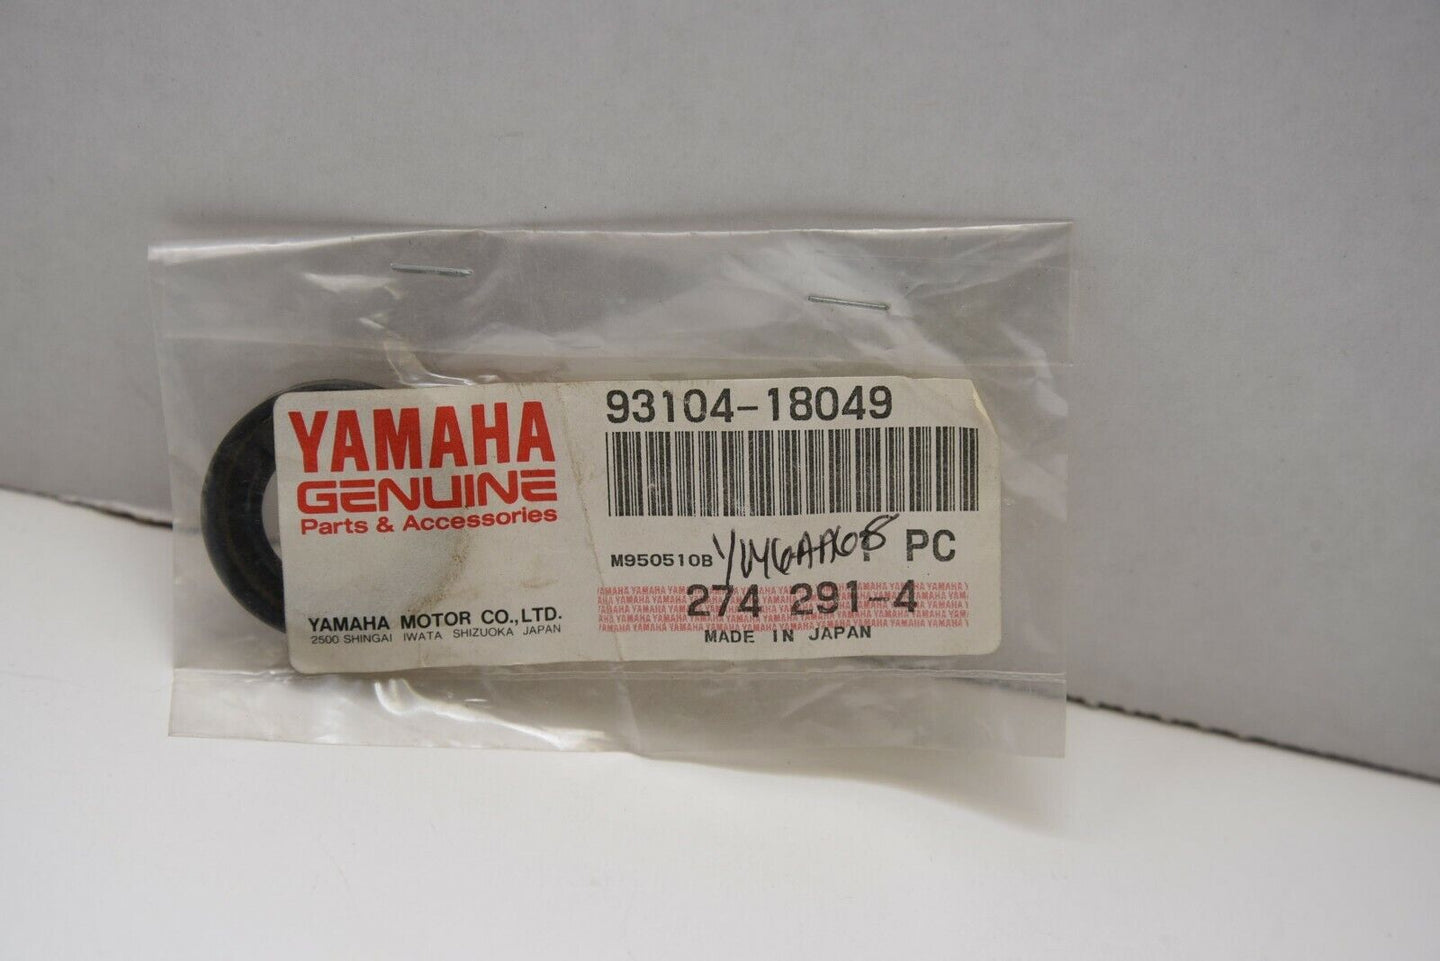 YAMAHA
GENUINE
Parts & Accessories
YAMAHA MOTOR CO.,LTD.
2500 SHINGAI IWATA SHIZUOKA JAPAN
93104-18049
M950510B 1 PC
274 291-4
MADE IN JAPAN